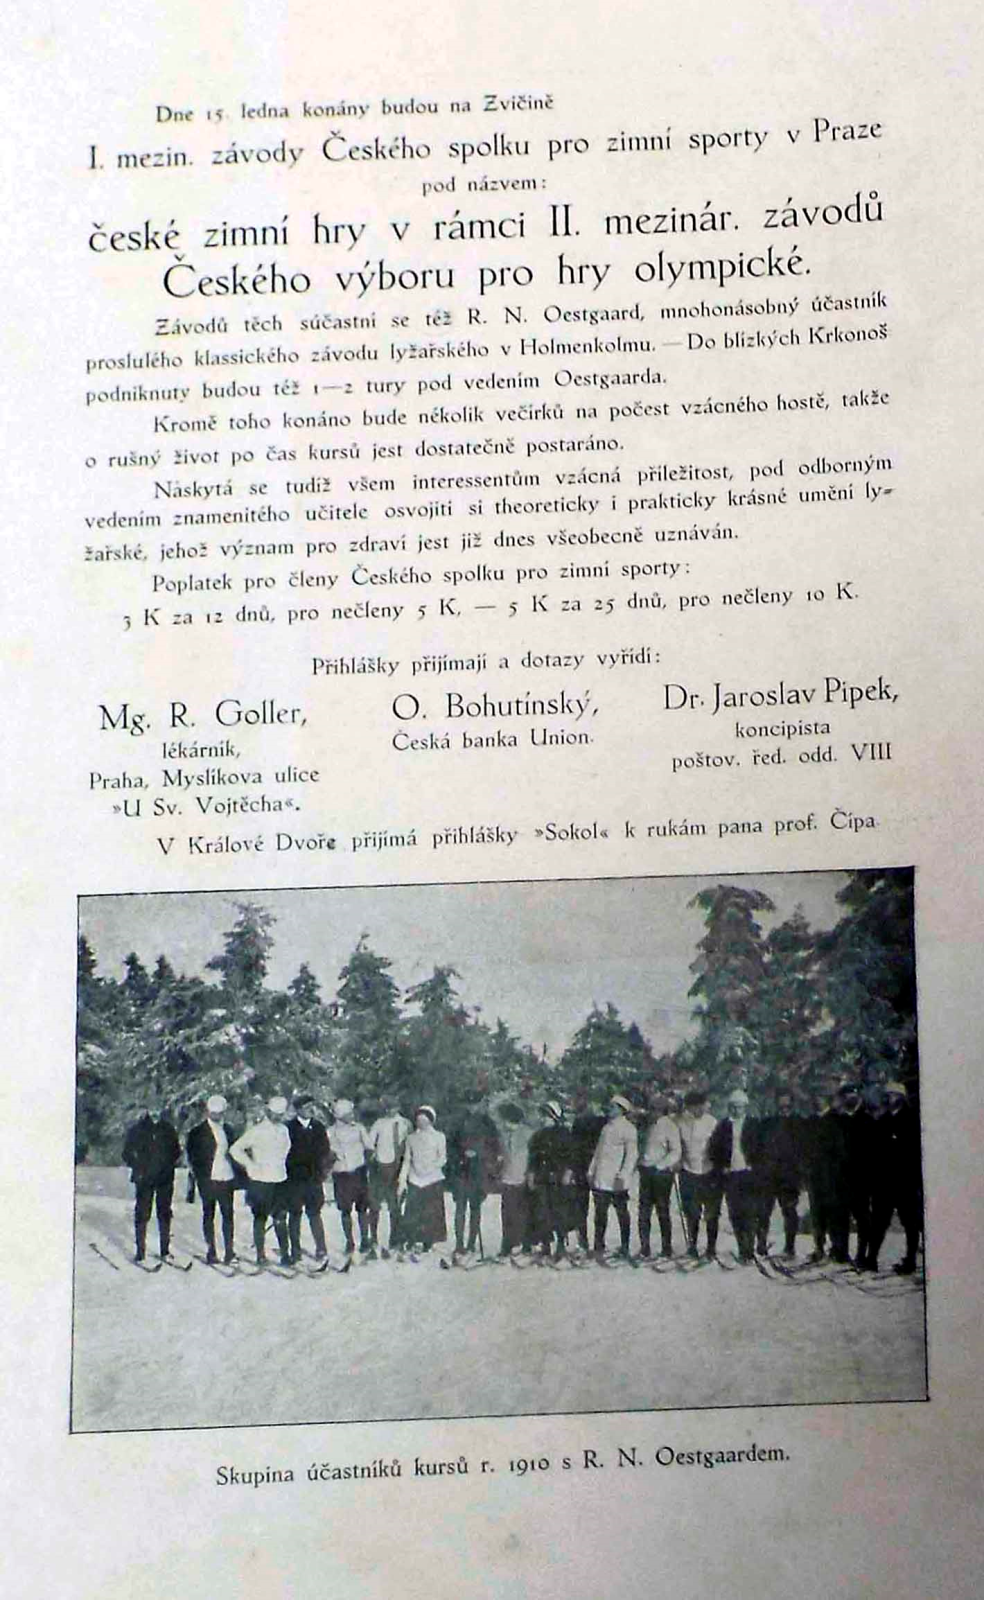 Dne 15. ledna konány budou na Zvičině
I. mezin. závody Českého spolku pro zimní sporty v Praze
pod názvem:
české zimní hry v rámci II. mezinár. závodů
Českého výboru pro hry olympické.
Závodů těch súčastní se též R. N. Oestgaard, mnohonásobný účastník
proslulého klassického závodu lyžařského v Holmenkolmu. — Do blízkých Krkonoš
podniknuty budou též 1—2 tury pod vedením Oestgaarda.
Kromě toho konáno bude několik večírků na počest vzácného hostě, takže
o rušný život po čas kursů jest dostatečně postaráno.
Naskytá se tudíž všem interessentům vzácná příležitost, pod odborným
vedením znamenitého učitele osvojiti si theoreticky i prakticky krásné umění ly-
žařské, jehož význam pro zdraví jest již dnes všeobecně uznáván.
Poplatek pro členy Českého spolku pro zimní sporty:
3 K za 12 dnů, pro nečleny 5 K, — 5 K za 25 dnů, pro nečleny 10 K.
Přihlášky přijímají a dotazy vyřídí:
Mg. R. Goller,
lékárník,
Praha, Myslíkova ulice
»U Sv. Vojtěcha«.
O. Bohutínský,
Česká banka Union.
Dr. Jaroslav Pipek,
koncipista
poštov. řed. odd. VIII
V Králové Dvoře přijímá přihlášky »Sokol« k rukám pana prof. Čípa
Skupina účastníků kursů r. 1910 s R. N. Oestgaardem.